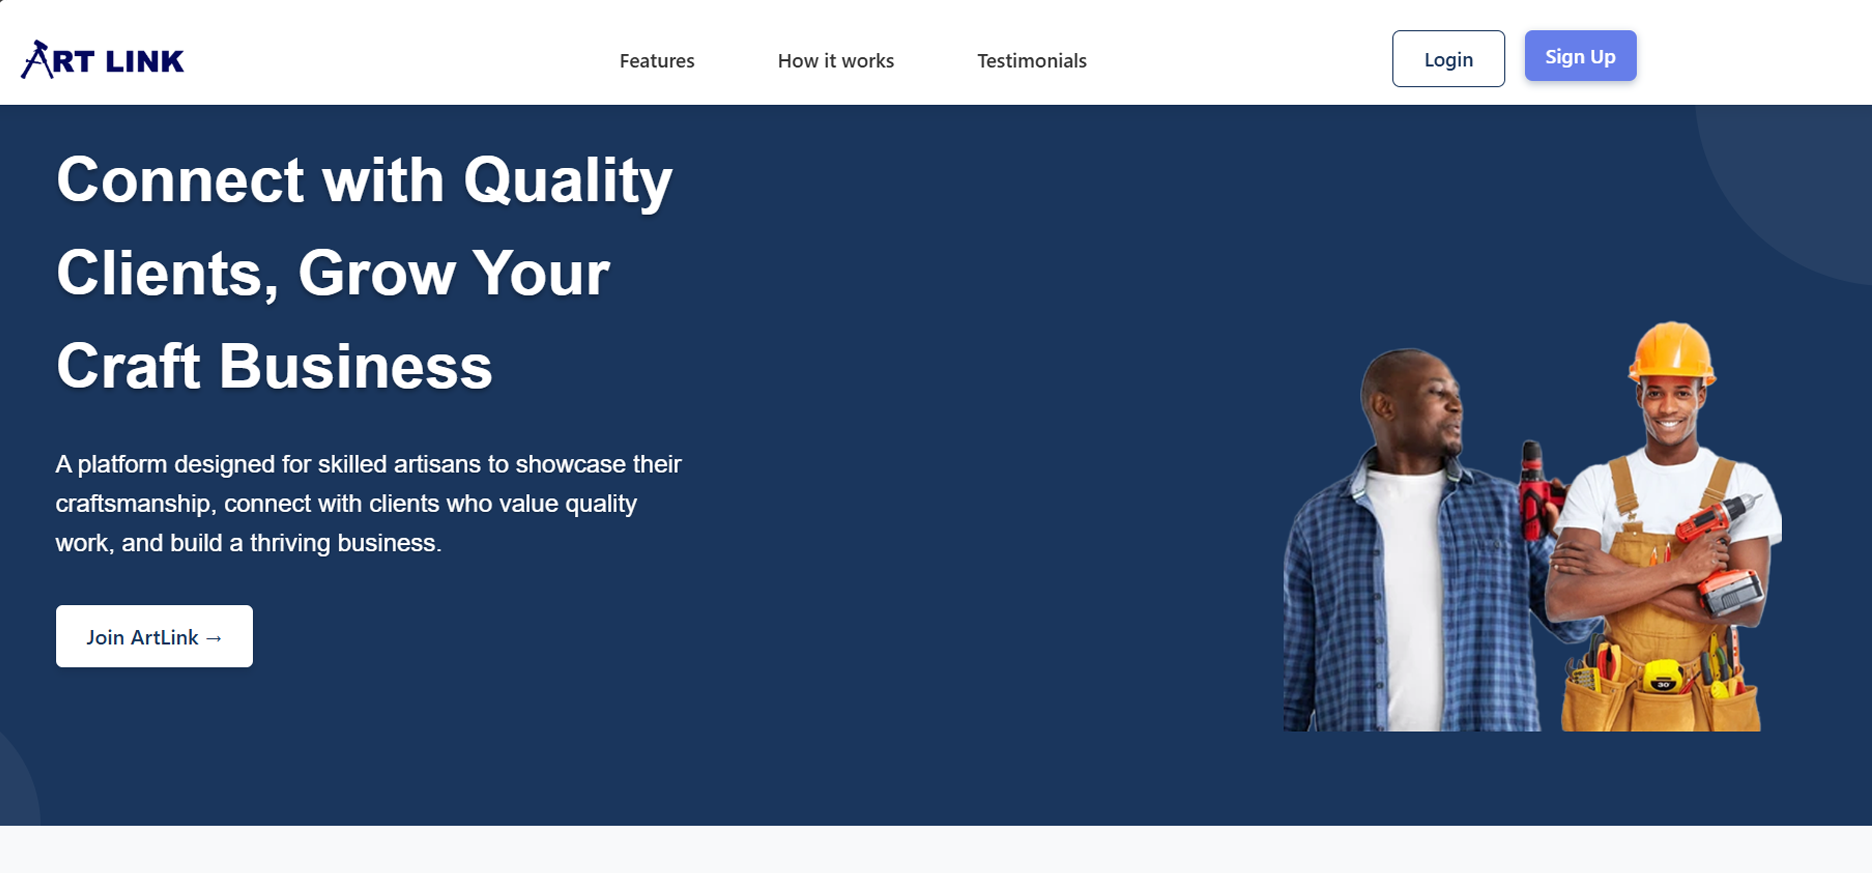 ART LINK
Features
How it works
Testimonials
Login
Sign Up
Connect with Quality
Clients, Grow Your
Craft Business
A platform designed for skilled artisans to showcase their
craftsmanship, connect with clients who value quality
work, and build a thriving business.
Join ArtLink →
30